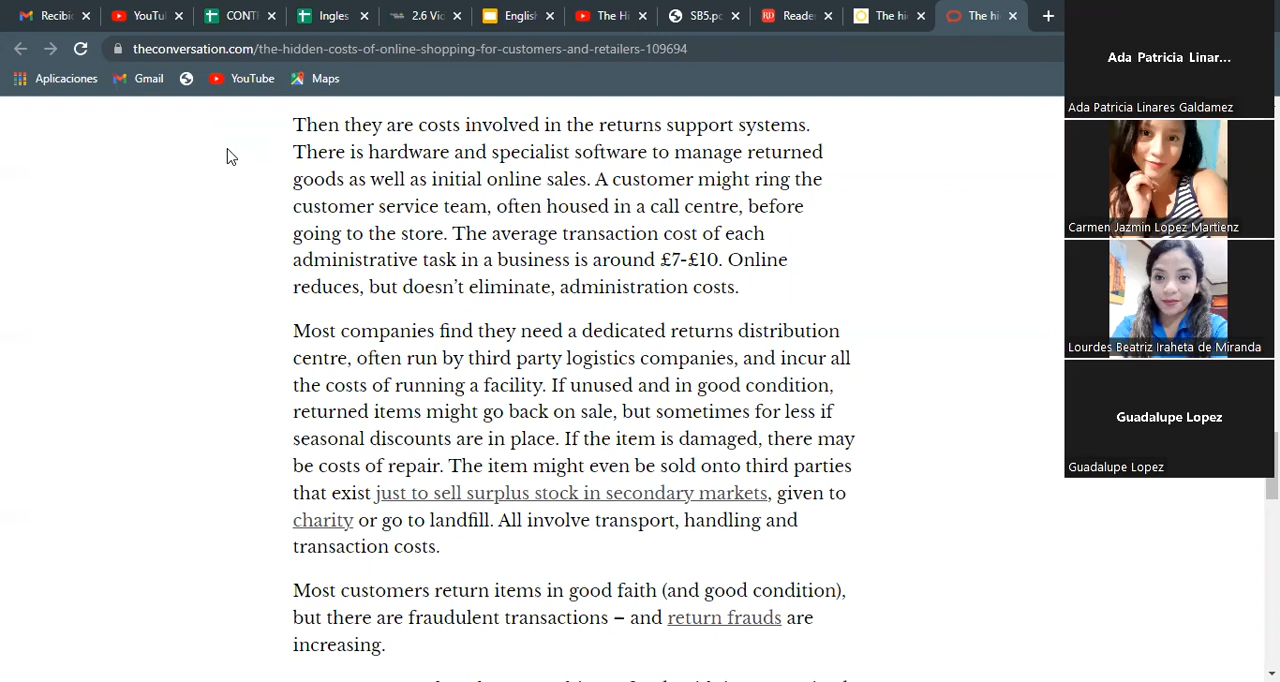 Recibic
YouTu
CONT
Ingles
2.6 Vic
English
The Hi
SB5.pc
RD
Reade
The hi
The hi
theconversation.com/the-hidden-costs-of-online-shopping-for-customers-and-retailers-109694
Aplicaciones
Gmail
YouTube
Maps
Then they are costs involved in the returns support systems.
There is hardware and specialist software to manage returned
goods as well as initial online sales. A customer might ring the
customer service team, often housed in a call centre, before
going to the store. The average transaction cost of each
administrative task in a business is around £7-£10. Online
reduces, but doesn’t eliminate, administration costs.
Most companies find they need a dedicated returns distribution
centre, often run by third party logistics companies, and incur all
the costs of running a facility. If unused and in good condition,
returned items might go back on sale, but sometimes for less if
seasonal discounts are in place. If the item is damaged, there may
be costs of repair. The item might even be sold onto third parties
that exist just to sell surplus stock in secondary markets, given to
charity or go to landfill. All involve transport, handling and
transaction costs.
Most customers return items in good faith (and good condition),
but there are fraudulent transactions – and return frauds are
increasing.
Ada Patricia Linar...
Ada Patricia Linares Galdamez
Carmen Jazmin Lopez Martienz
Lourdes Beatriz Iraheta de Miranda
Guadalupe Lopez
Guadalupe Lopez